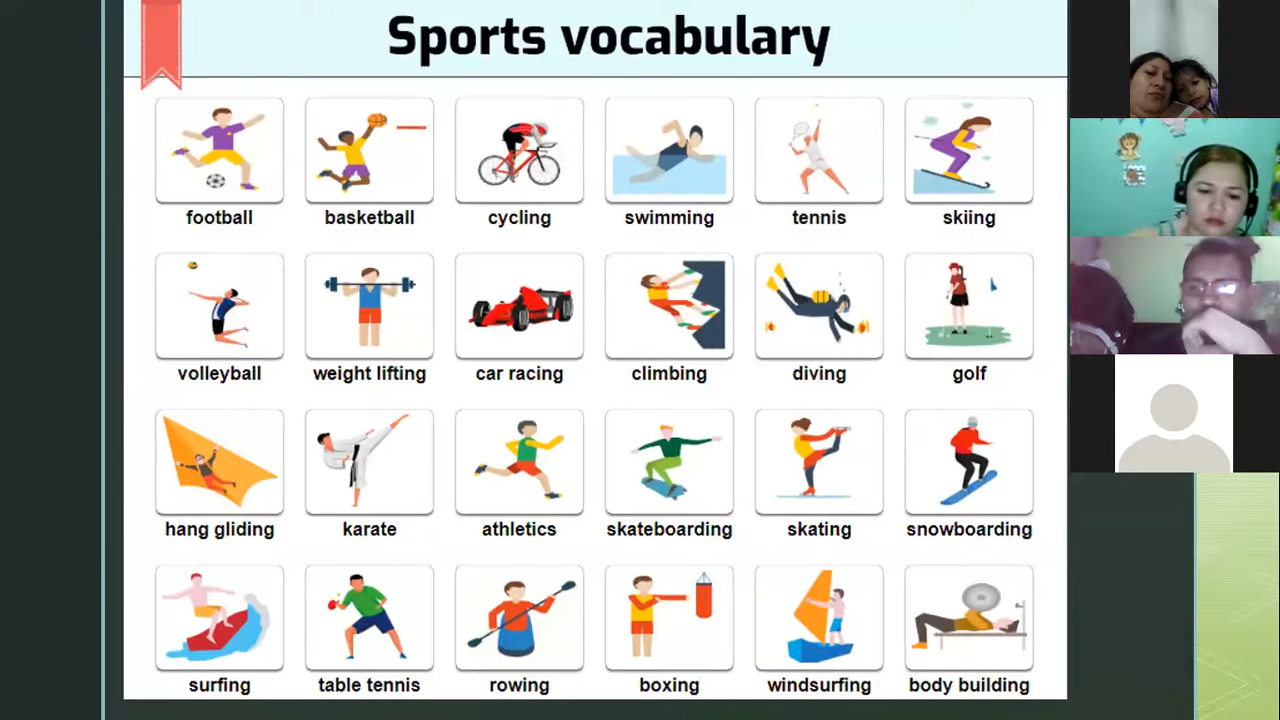 Sports vocabulary
football basketball cycling swimming tennis skiing
volleyball weight lifting car racing climbing diving golf
hang gliding karate athletics skateboarding skating snowboarding
surfing table tennis rowing boxing windsurfing body building